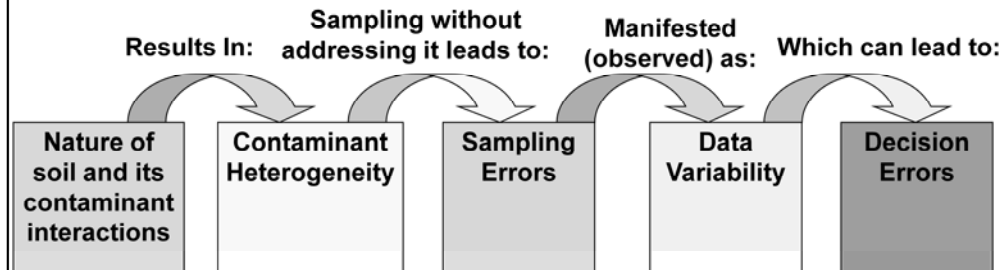 Results In:
Sampling without
addressing it leads to:
Manifested
(observed) as:
Which can lead to:
Nature of
soil and its
contaminant
interactions
Contaminant
Heterogeneity
Sampling
Errors
Data
Variability
Decision
Errors